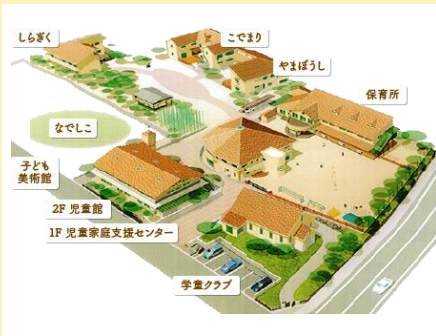 しらぎく
こでまり
やまぼうし
保育所
なでしこ
子ども
美術館
2F 児童館
1F 児童家庭支援センター
学童クラブ